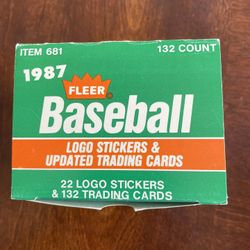 ITEM 681
132 COUNT
1987
FLEER
Baseball
LOGO STICKERS &
UPDATED TRADING CARDS
22 LOGO STICKERS
& 132 TRADING CARDS